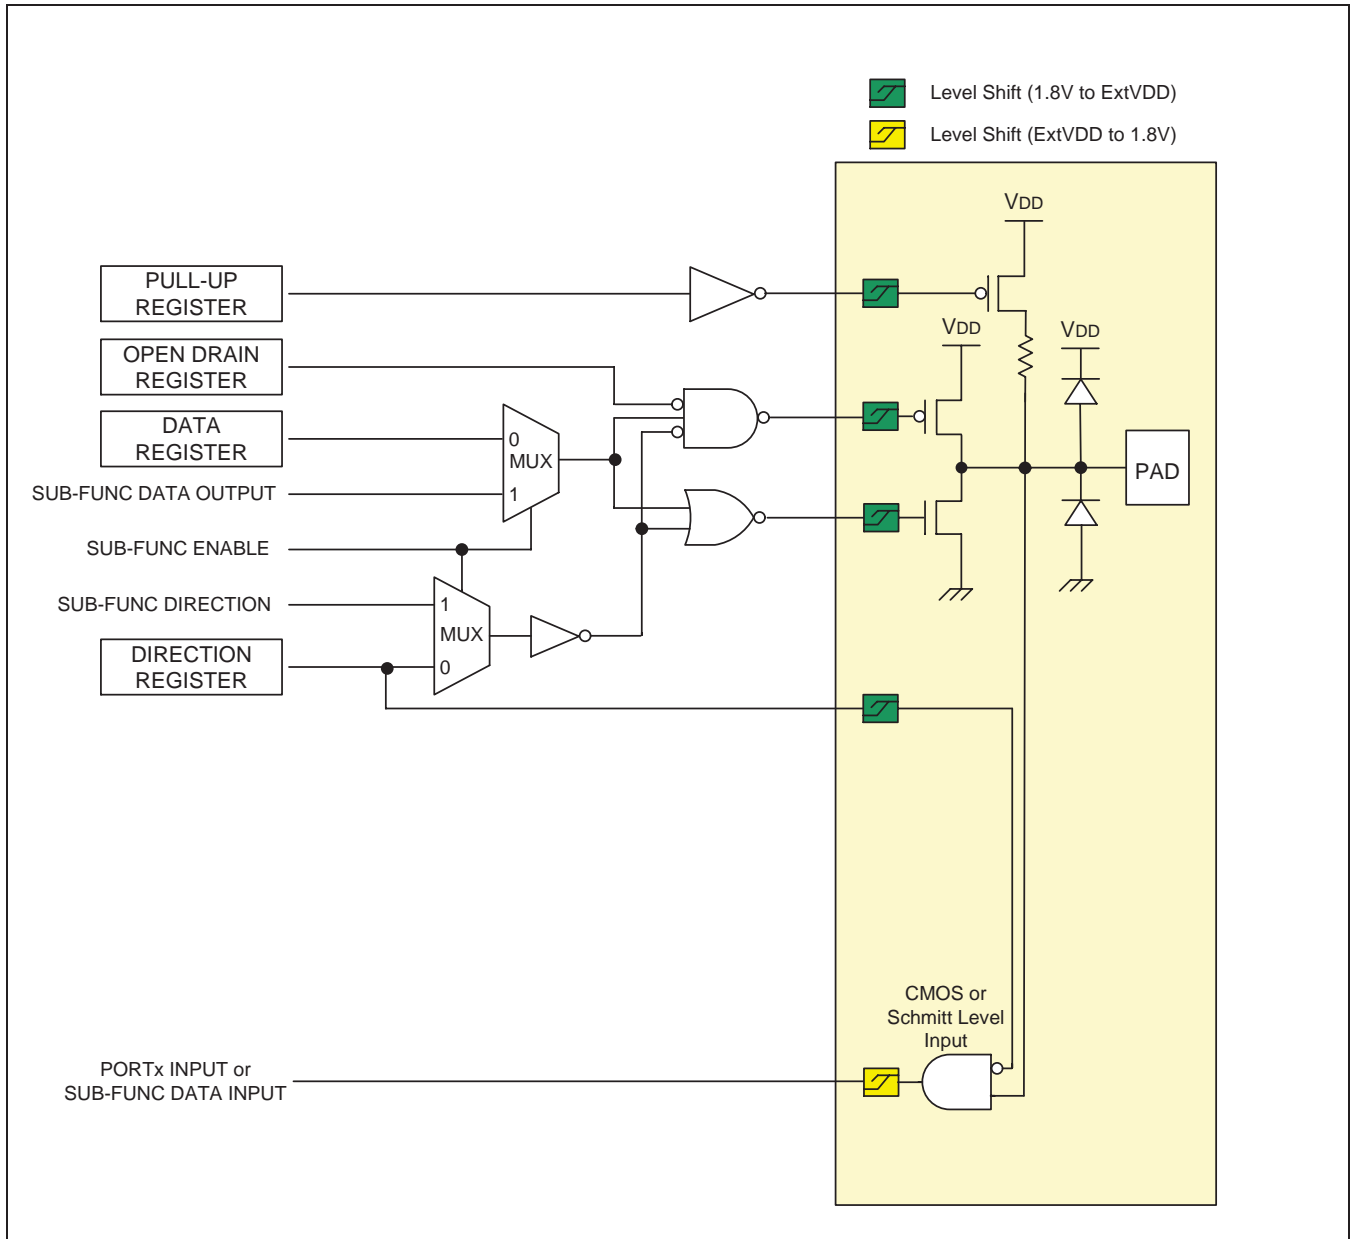 Level Shift (1.8V to ExtVDD)
Level Shift (ExtVDD to 1.8V)
VDD
PULL-UP
REGISTER
VDD
VDD
OPEN DRAIN
REGISTER
DATA
REGISTER
0
MUX
1
PAD
SUB-FUNC DATA OUTPUT
SUB-FUNC ENABLE
SUB-FUNC DIRECTION
1
MUX
0
DIRECTION
REGISTER
CMOS or
Schmitt Level
Input
PORTx INPUT or
SUB-FUNC DATA INPUT